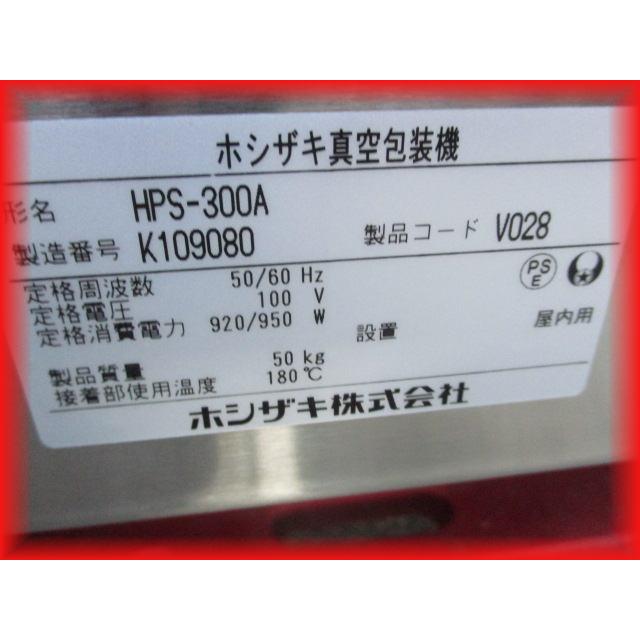 ホシザキ真空包装機
形名 HPS-300A
製造番号 K109080 製品コード V028
定格周波数 50/60 Hz
定格電圧 100 V
定格消費電力 920/950 W 設置 屋内用
PS
E
製品質量 50 kg
接着部使用温度 180℃
ホシザキ株式会社